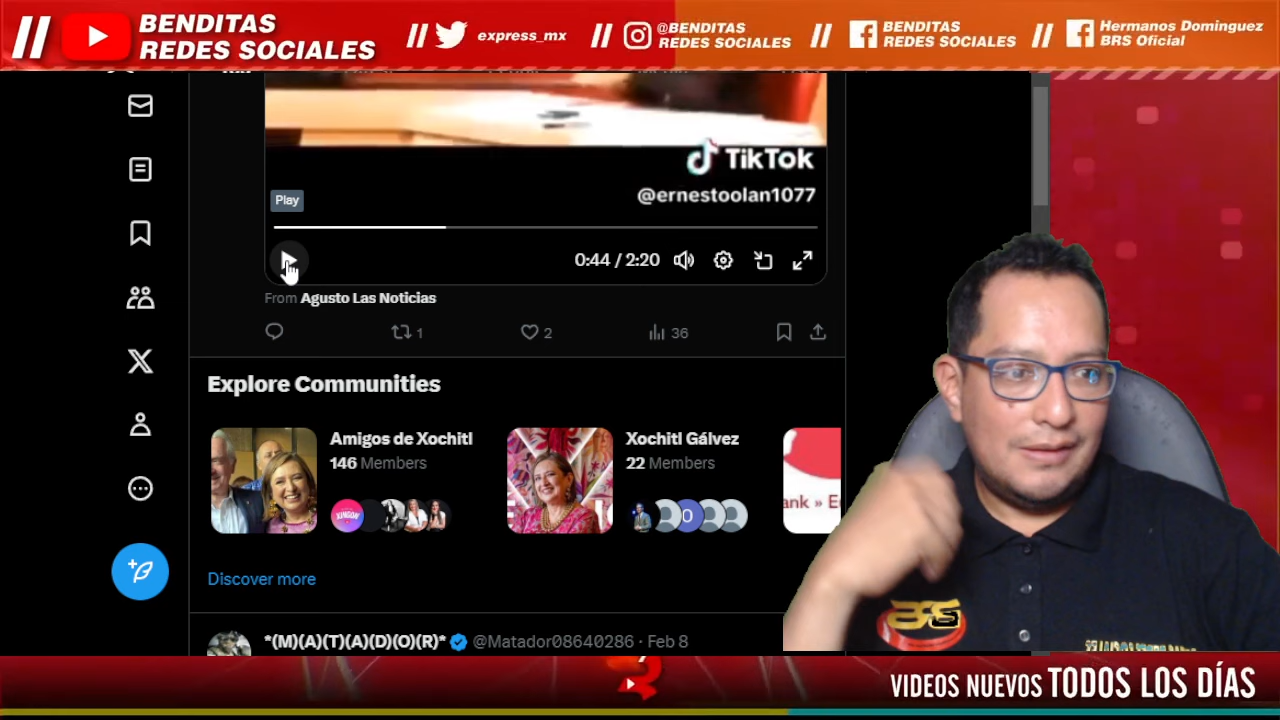 BENDITAS
REDES SOCIALES
express_mx
@BENDITAS
REDES SOCIALES
BENDITAS
REDES SOCIALES
Hermanos Dominguez
BRS Oficial
TikTok
@ernestoolan1077
Play
0:44 / 2:20
From Agusto Las Noticias
1
2
36
Explore Communities
Amigos de Xochitl
146 Members
Xochitl Gálvez
22 Members
Discover more
*(M)(A)(T)(A)(D)(O)(R)* @Matador08640286 · Feb 8
VIDEOS NUEVOS TODOS LOS DÍAS